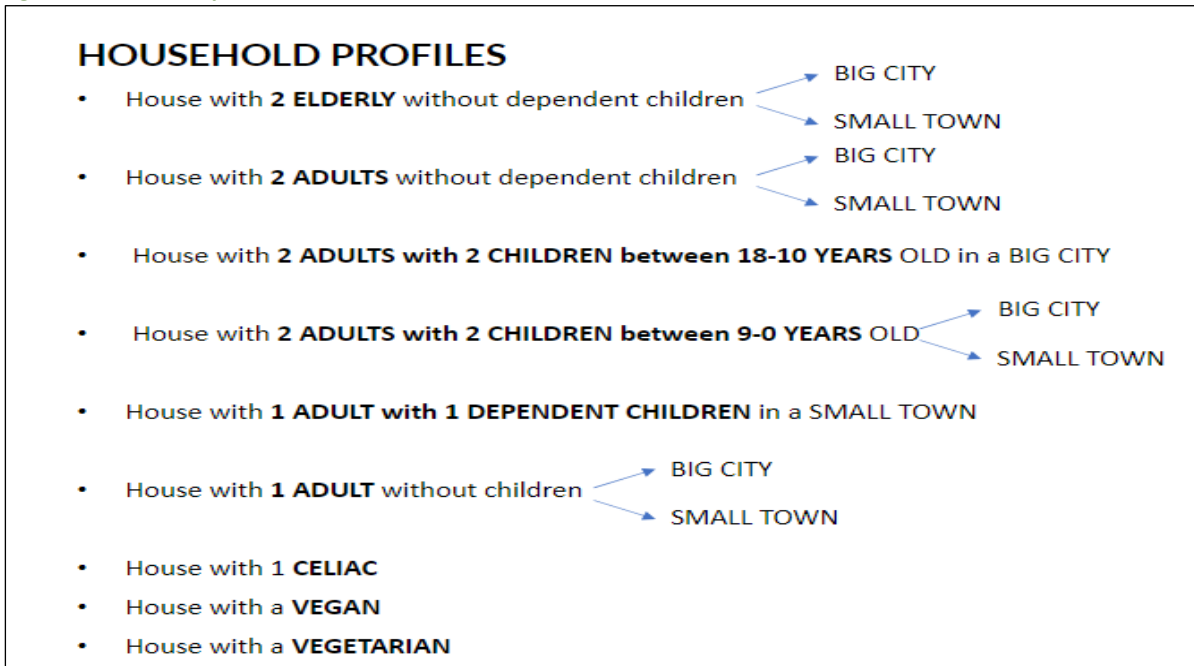 HOUSEHOLD PROFILES
• House with 2 ELDERLY without dependent children
BIG CITY
SMALL TOWN
• House with 2 ADULTS without dependent children
BIG CITY
SMALL TOWN
• House with 2 ADULTS with 2 CHILDREN between 18-10 YEARS OLD in a BIG CITY
• House with 2 ADULTS with 2 CHILDREN between 9-0 YEARS OLD
BIG CITY
SMALL TOWN
• House with 1 ADULT with 1 DEPENDENT CHILDREN in a SMALL TOWN
• House with 1 ADULT without children
BIG CITY
SMALL TOWN
• House with 1 CELIAC
• House with a VEGAN
• House with a VEGETARIAN